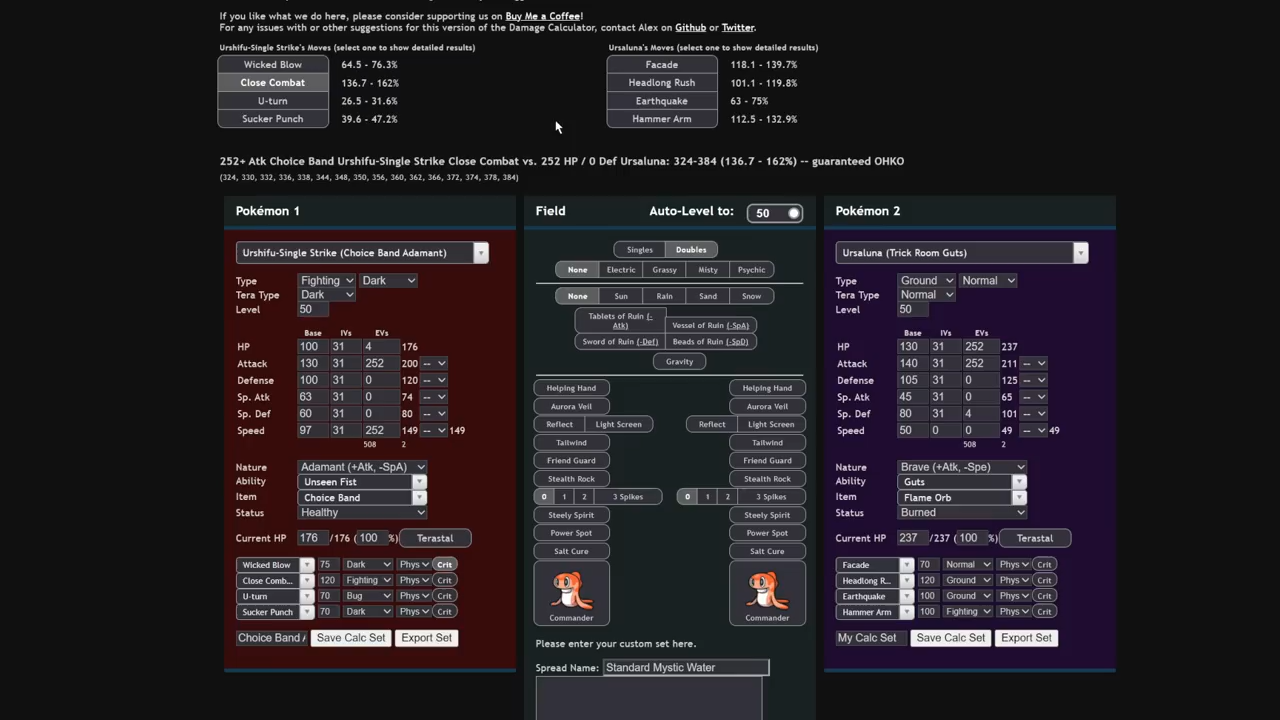 If you like what we do here, please consider supporting us on Buy Me a Coffee!
For any issues with or other suggestions for this version of the Damage Calculator, contact Alex on Github or Twitter.
Urshifu-Single Strike's Moves (select one to show detailed results)
Wicked Blow 64.5 - 76.3%
Close Combat 136.7 - 162%
U-turn 26.5 - 31.6%
Sucker Punch 39.6 - 47.2%
Ursaluna's Moves (select one to show detailed results)
Facade 118.1 - 139.7%
Headlong Rush 101.1 - 119.8%
Earthquake 63 - 75%
Hammer Arm 112.5 - 132.9%
252+ Atk Choice Band Urshifu-Single Strike Close Combat vs. 252 HP / 0 Def Ursaluna: 324-384 (136.7 - 162%) -- guaranteed OHKO
(324, 330, 332, 336, 338, 344, 348, 350, 356, 360, 362, 366, 372, 374, 378, 384)
Pokémon 1
Urshifu-Single Strike (Choice Band Adamant)
Type Fighting Dark
Tera Type Dark
Level 50
Base IVs EVs
HP 100 31 4 176
Attack 130 31 252 200 --
Defense 100 31 0 120 --
Sp. Atk 63 31 0 74 --
Sp. Def 60 31 0 80 --
Speed 97 31 252 149 -- 149
508 2
Nature Adamant (+Atk, -SpA)
Ability Unseen Fist
Item Choice Band
Status Healthy
Current HP 176 /176 (100 %) Terastal
Wicked Blow 75 Dark Phys Crit
Close Comb... 120 Fighting Phys Crit
U-turn 70 Bug Phys Crit
Sucker Punch 70 Dark Phys Crit
Choice Band Save Calc Set Export Set
Field Auto-Level to: 50
Singles Doubles
None Electric Grassy Misty Psychic
None Sun Rain Sand Snow
Tablets of Ruin (-Atk) Vessel of Ruin (-SpA)
Sword of Ruin (-Def) Beads of Ruin (-SpD)
Gravity
Helping Hand Helping Hand
Aurora Veil Aurora Veil
Reflect Light Screen Reflect Light Screen
Tailwind Tailwind
Friend Guard Friend Guard
Stealth Rock Stealth Rock
0 1 2 3 Spikes 0 1 2 3 Spikes
Steely Spirit Steely Spirit
Power Spot Power Spot
Salt Cure Salt Cure
Commander Commander
Please enter your custom set here.
Spread Name: Standard Mystic Water
Pokémon 2
Ursaluna (Trick Room Guts)
Type Ground Normal
Tera Type Normal
Level 50
Base IVs EVs
HP 130 31 252 237
Attack 140 31 252 211 --
Defense 105 31 0 125 --
Sp. Atk 45 31 0 65 --
Sp. Def 80 31 4 101 --
Speed 50 0 0 49 -- 49
508 2
Nature Brave (+Atk, -Spe)
Ability Guts
Item Flame Orb
Status Burned
Current HP 237 /237 (100 %) Terastal
Facade 70 Normal Phys Crit
Headlong R... 120 Ground Phys Crit
Earthquake 100 Ground Phys Crit
Hammer Arm 100 Fighting Phys Crit
My Calc Set Save Calc Set Export Set